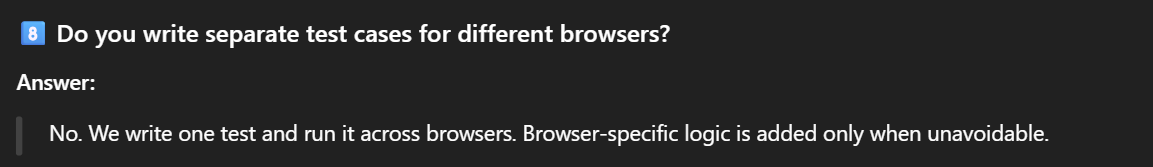 8️⃣ Do you write separate test cases for different browsers?
Answer:
No. We write one test and run it across browsers. Browser-specific logic is added only when unavoidable.